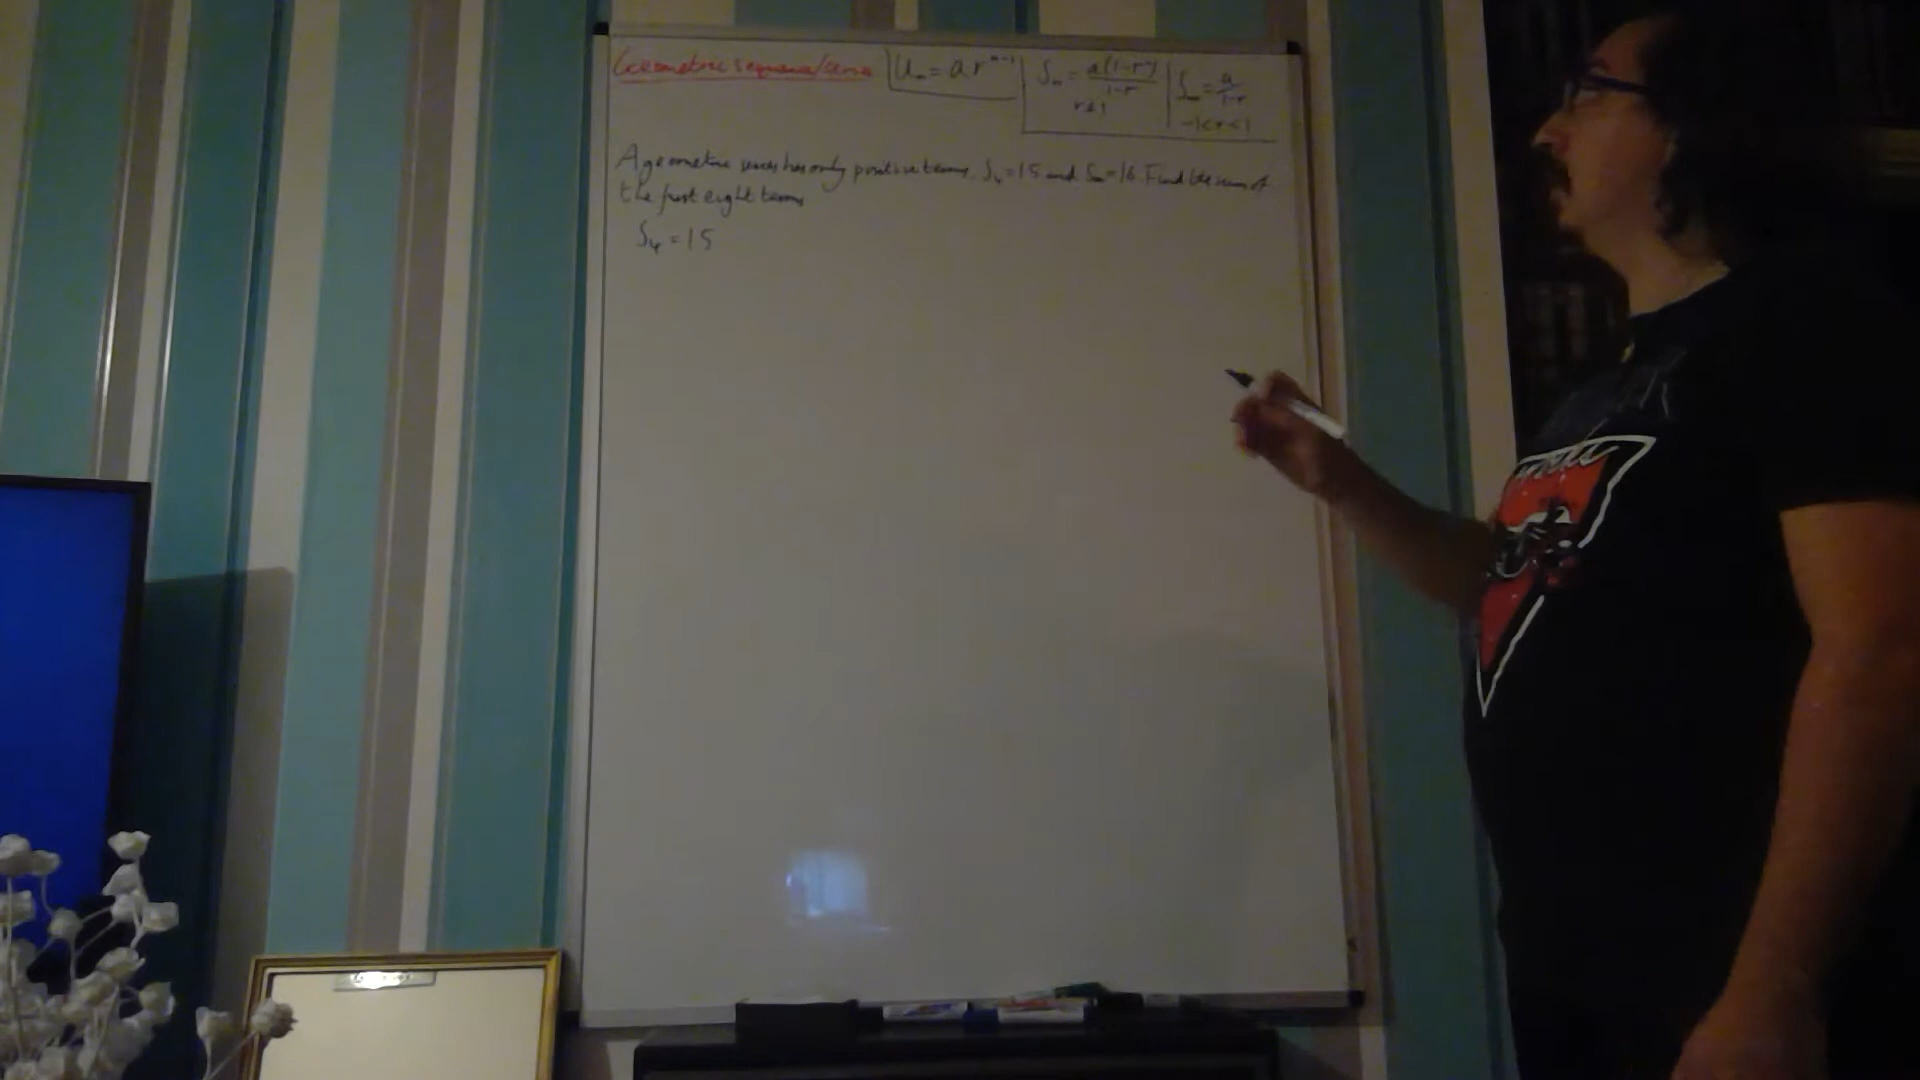 Geometric sequence/series
Uₙ = a rⁿ⁻¹
Sₙ = a(1-rⁿ)/1-r
r≠1
S∞ = a/1-r
-1<r<1
A geometric series has only positive terms. S₄=15 and S∞=16. Find the sum of
the first eight terms
S₄ = 15